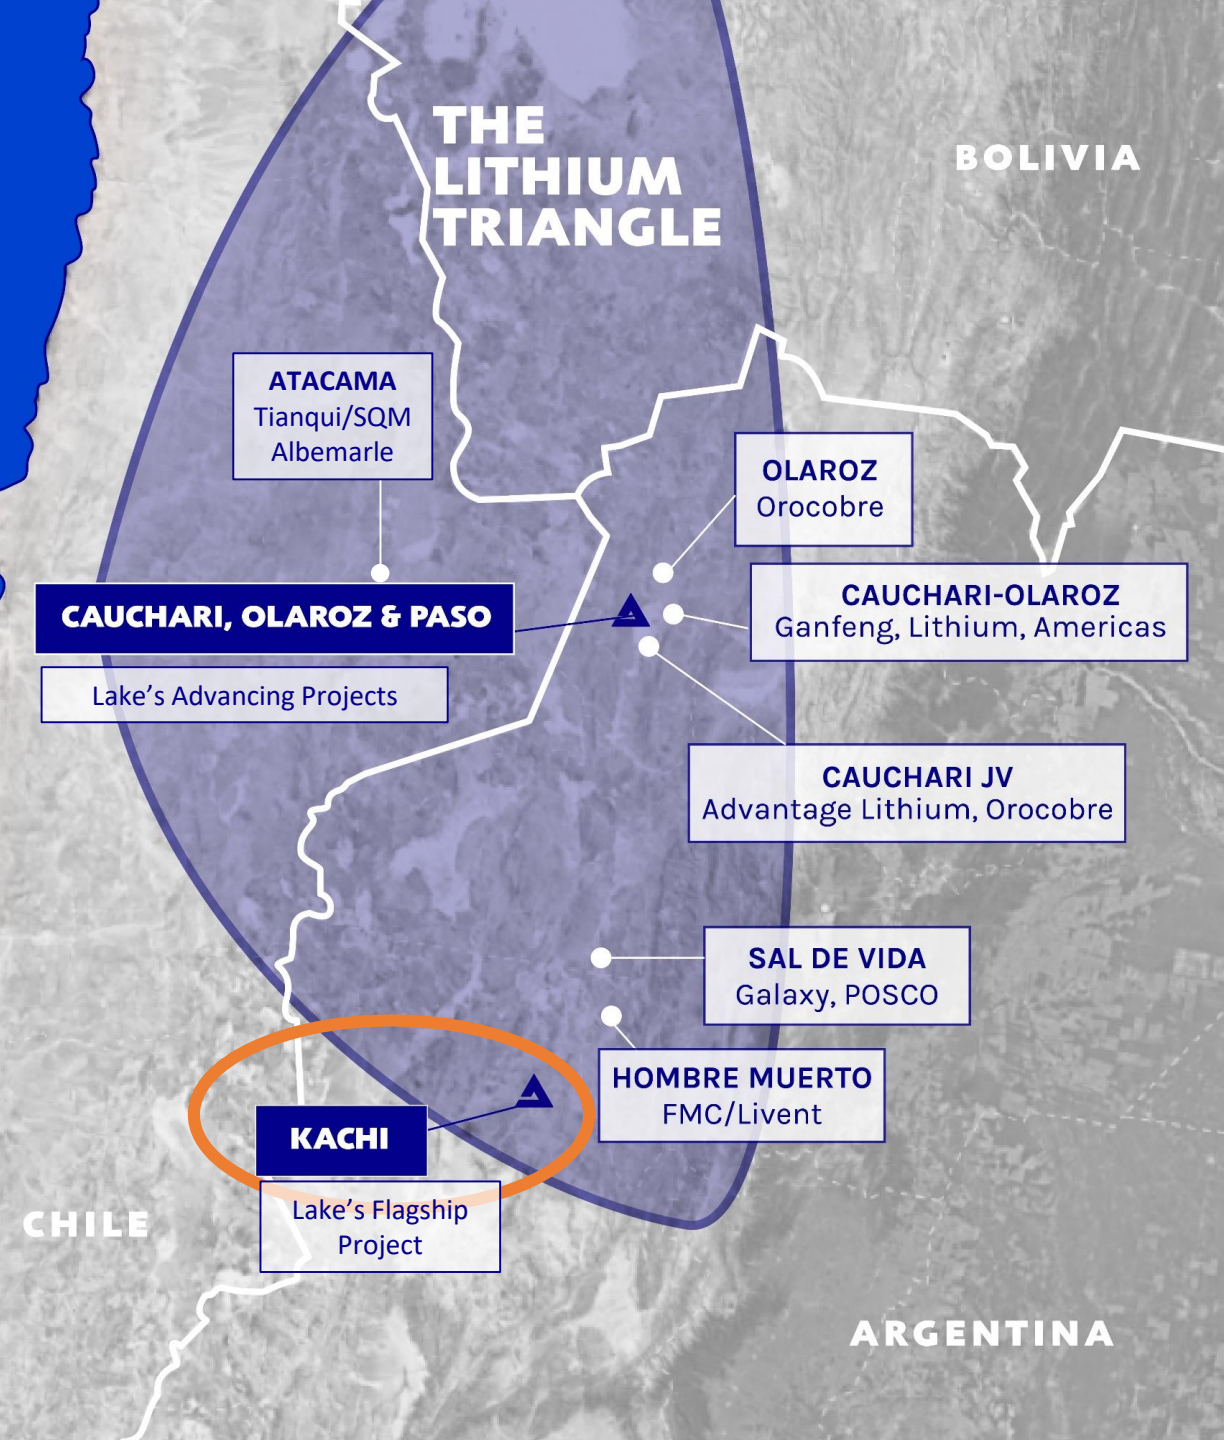 THE
LITHIUM
TRIANGLE
BOLIVIA
ATACAMA
Tianqui/SQM
Albemarle
OLAROZ
Orocobre
CAUCHARI, OLAROZ & PASO
Lake’s Advancing Projects
CAUCHARI-OLAROZ
Ganfeng, Lithium, Americas
CAUCHARI JV
Advantage Lithium, Orocobre
SAL DE VIDA
Galaxy, POSCO
HOMBRE MUERTO
FMC/Livent
KACHI
Lake’s Flagship
Project
CHILE
ARGENTINA